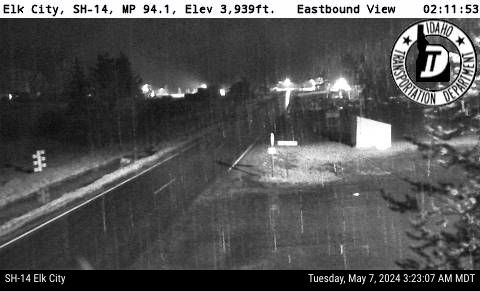 Elk City, SH-14, MP 94.1, Elev 3,939ft. Eastbound View 02:11:53
IDAHO
TRANSPORTATION DEPARTMENT
SH-14 Elk City Tuesday, May 7, 2024 3:23:07 AM MDT